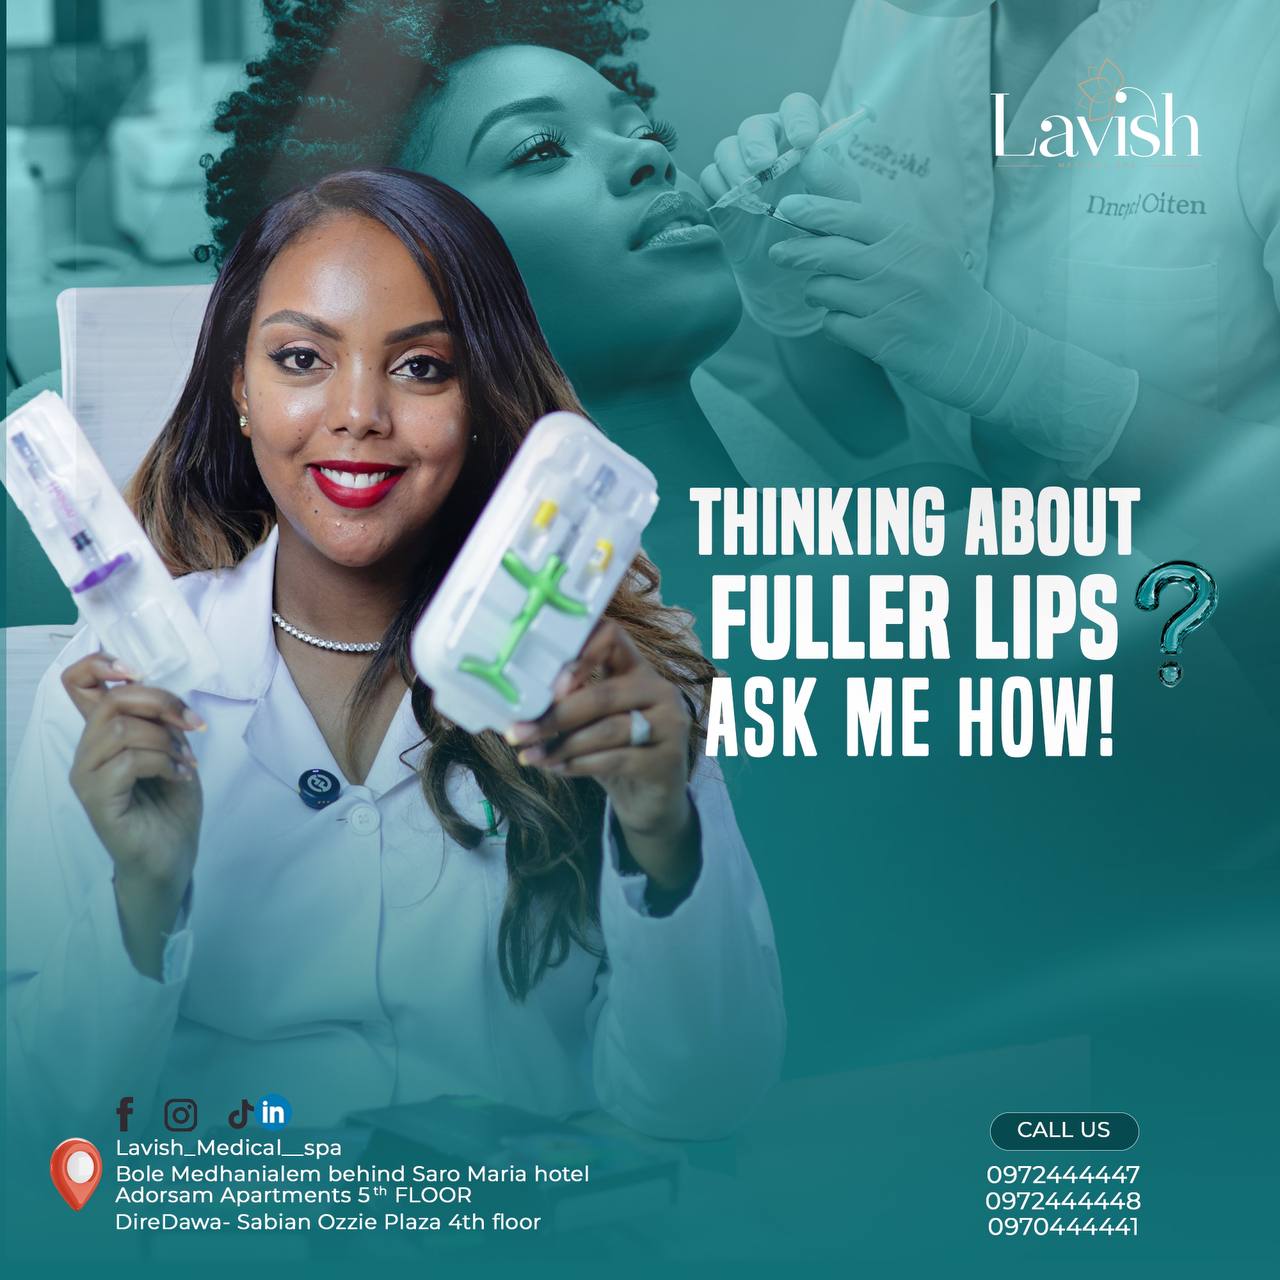 Lavish
THINKING ABOUT
FULLER LIPS?
ASK ME HOW!
Lavish_Medical__spa
Bole Medhanialem behind Saro Maria hotel
Adorsam Apartments 5th FLOOR
DireDawa- Sabian Ozzie Plaza 4th floor
CALL US
0972444447
0972444448
0970444441